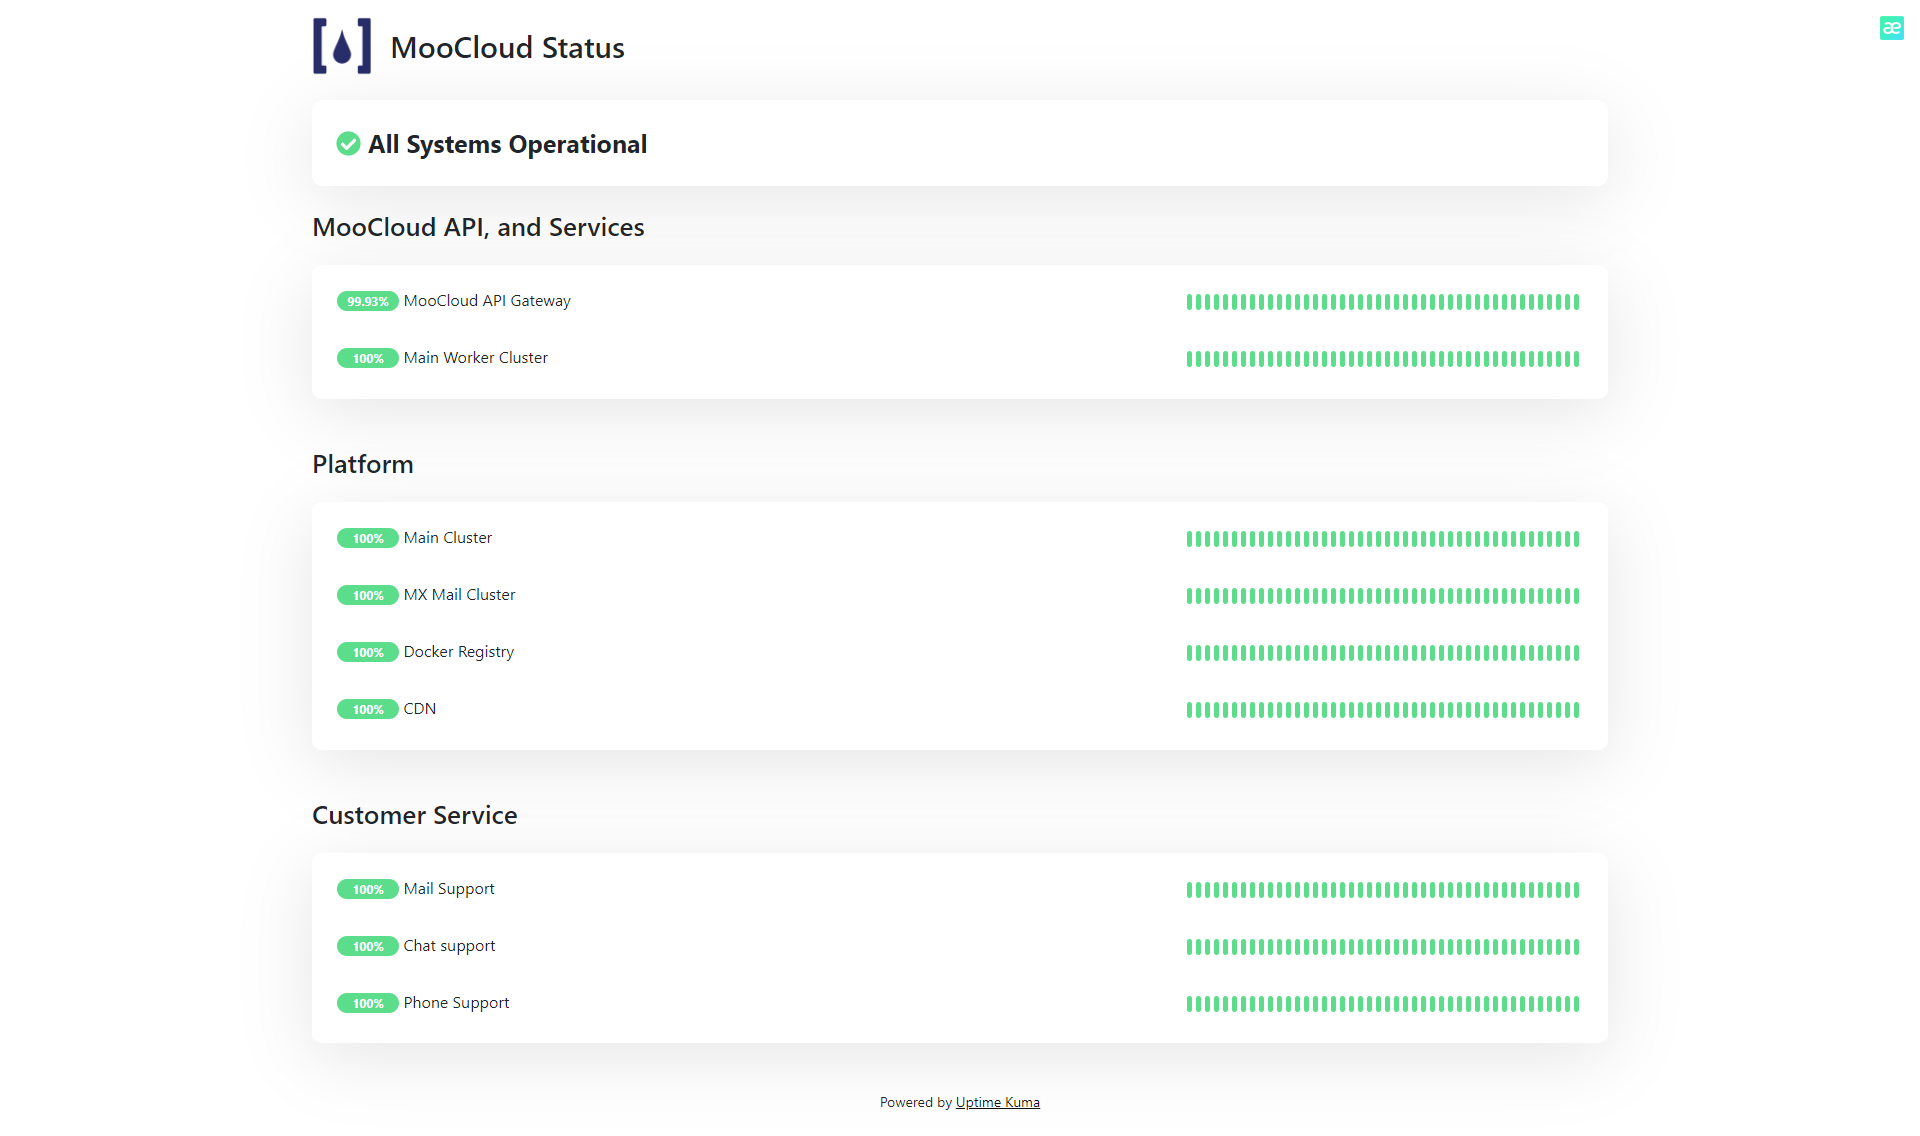 MooCloud Status
æ
All Systems Operational
MooCloud API, and Services
99.93% MooCloud API Gateway
100% Main Worker Cluster
Platform
100% Main Cluster
100% MX Mail Cluster
100% Docker Registry
100% CDN
Customer Service
100% Mail Support
100% Chat support
100% Phone Support
Powered by Uptime Kuma